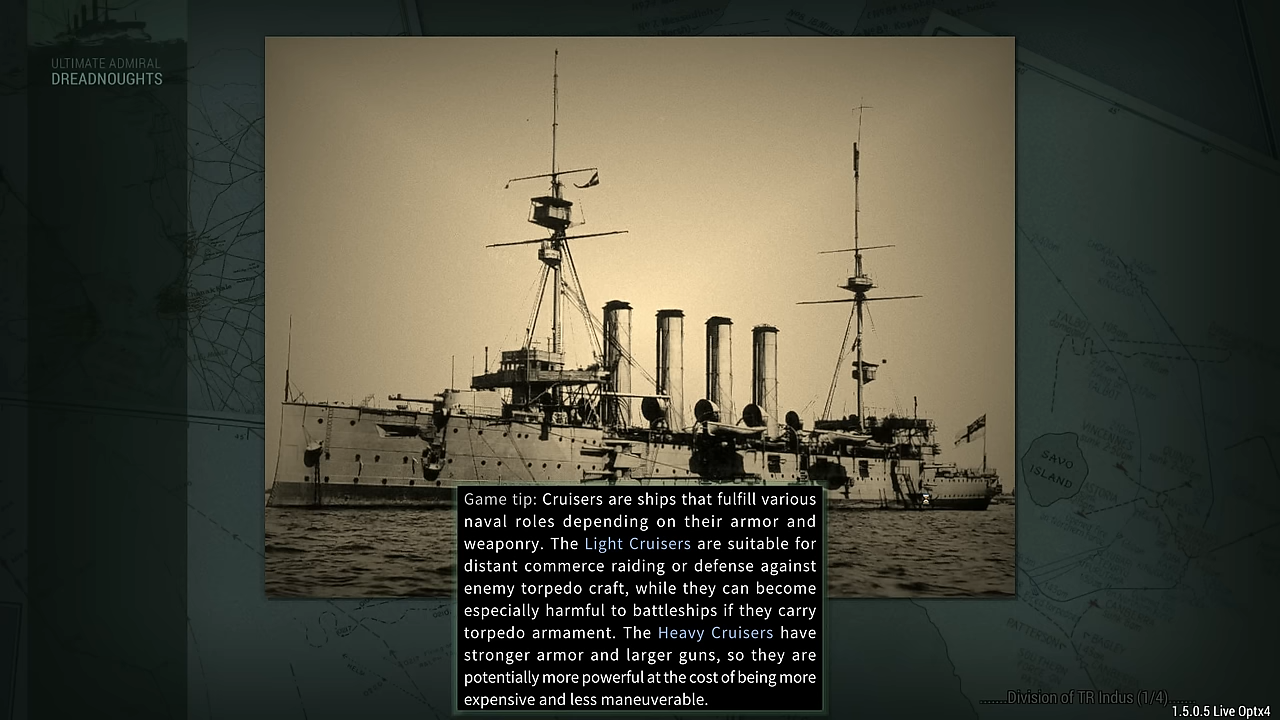 ULTIMATE ADMIRAL
DREADNOUGHTS
SAVO
ISLAND
Game tip: Cruisers are ships that fulfill various
naval roles depending on their armor and
weaponry. The Light Cruisers are suitable for
distant commerce raiding or defense against
enemy torpedo craft, while they can become
especially harmful to battleships if they carry
torpedo armament. The Heavy Cruisers have
stronger armor and larger guns, so they are
potentially more powerful at the cost of being more
expensive and less maneuverable.
.......Division of TR Indus (1/4).......
1.5.0.5 Live Optx4